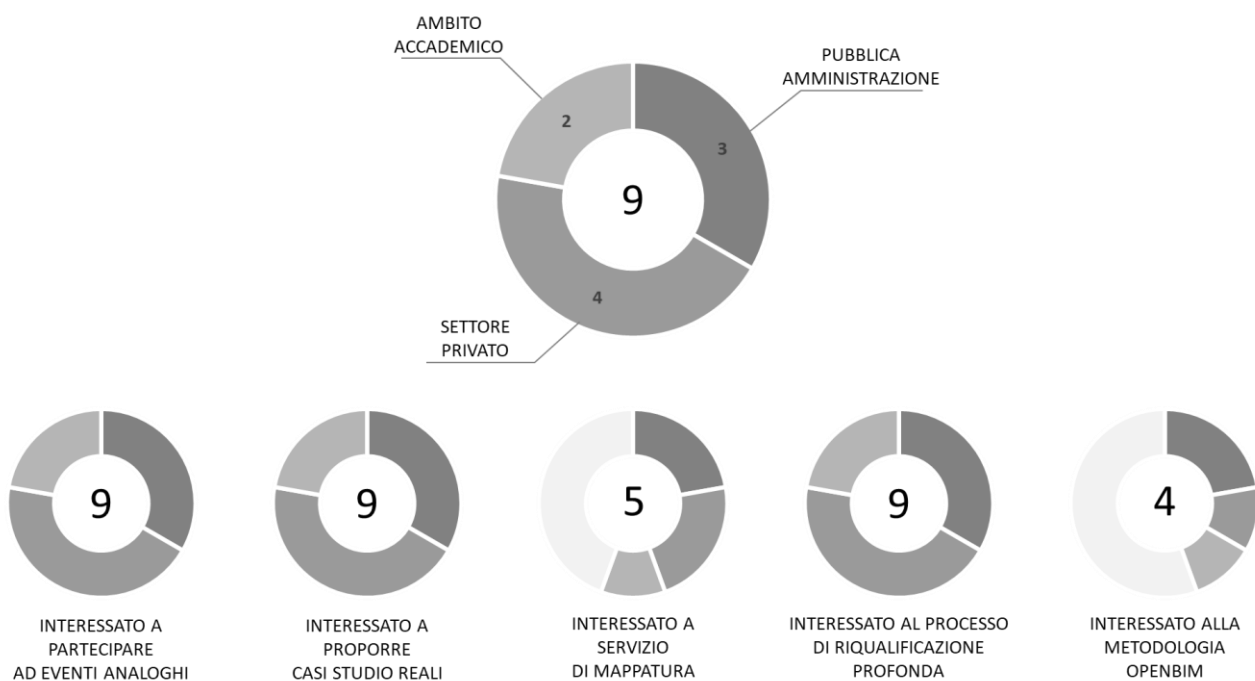 AMBITO
ACCADEMICO
PUBBLICA
AMMINISTRAZIONE
2
3
9
4
SETTORE
PRIVATO
9
9
5
9
4
INTERESSATO A
PARTECIPARE
AD EVENTI ANALOGHI
INTERESSATO A
PROPORRE
CASI STUDIO REALI
INTERESSATO A
SERVIZIO
DI MAPPATURA
INTERESSATO AL PROCESSO
DI RIQUALIFICAZIONE
PROFONDA
INTERESSATO ALLA
METODOLOGIA
OPENBIM